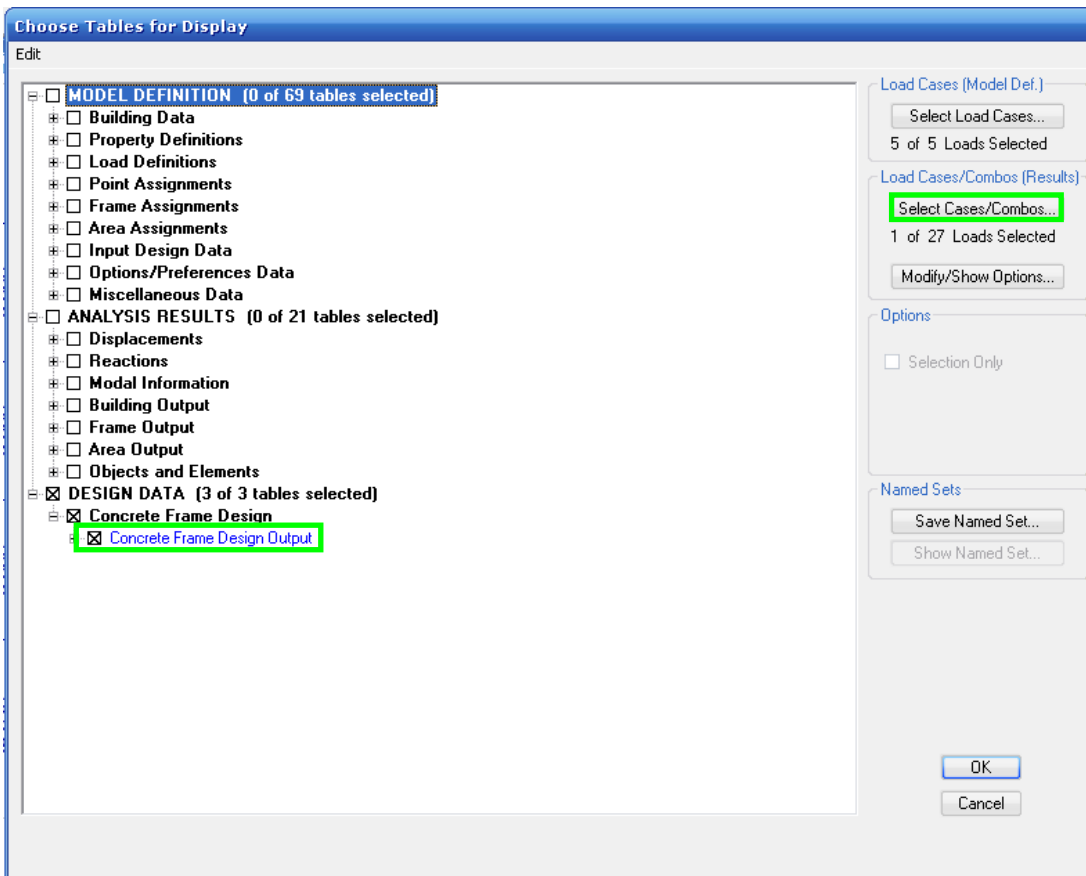 Choose Tables for Display
Edit
MODEL DEFINITION (0 of 69 tables selected)
Building Data
Property Definitions
Load Definitions
Point Assignments
Frame Assignments
Area Assignments
Input Design Data
Options/Preferences Data
Miscellaneous Data
ANALYSIS RESULTS (0 of 21 tables selected)
Displacements
Reactions
Modal Information
Building Output
Frame Output
Area Output
Objects and Elements
DESIGN DATA (3 of 3 tables selected)
Concrete Frame Design
Concrete Frame Design Output
Load Cases (Model Def.)
Select Load Cases...
5 of 5 Loads Selected
Load Cases/Combos (Results)
Select Cases/Combos...
1 of 27 Loads Selected
Modify/Show Options...
Options
Selection Only
Named Sets
Save Named Set...
Show Named Set...
OK
Cancel